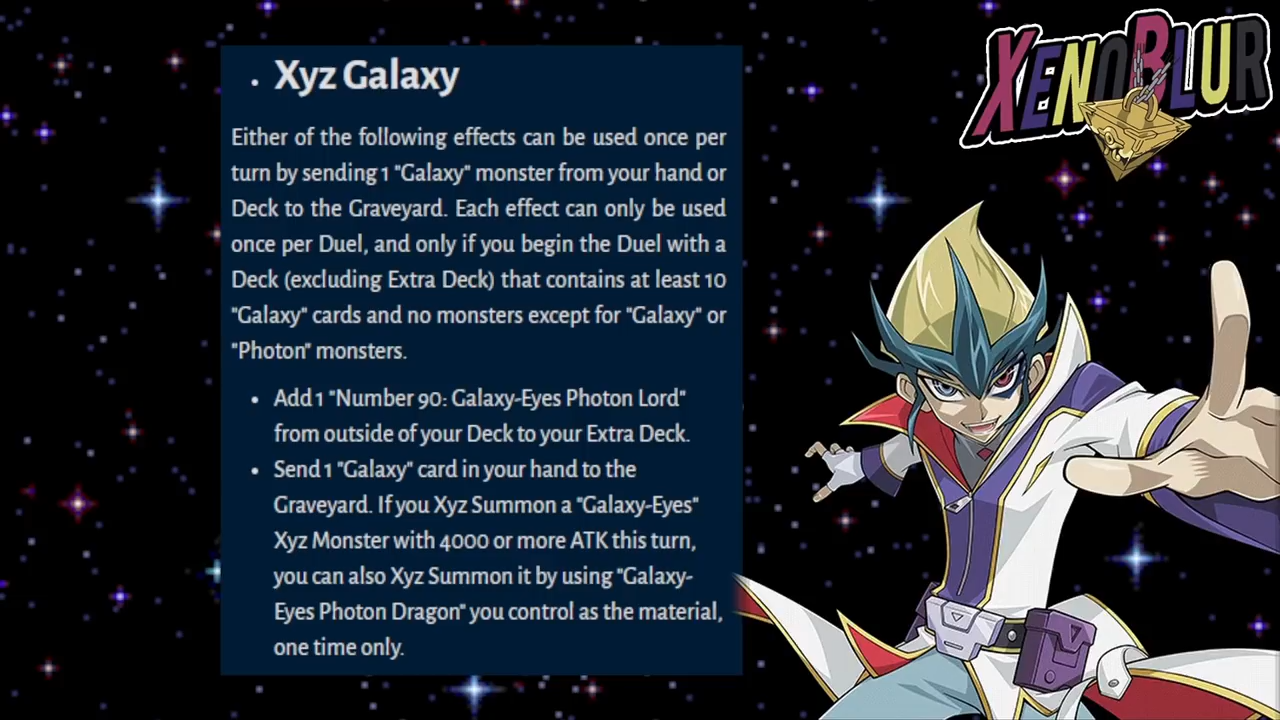 XENOBLUR
• Xyz Galaxy
Either of the following effects can be used once per
turn by sending 1 "Galaxy" monster from your hand or
Deck to the Graveyard. Each effect can only be used
once per Duel, and only if you begin the Duel with a
Deck (excluding Extra Deck) that contains at least 10
"Galaxy" cards and no monsters except for "Galaxy" or
"Photon" monsters.
• Add 1 "Number 90: Galaxy-Eyes Photon Lord"
from outside of your Deck to your Extra Deck.
• Send 1 "Galaxy" card in your hand to the
Graveyard. If you Xyz Summon a "Galaxy-Eyes"
Xyz Monster with 4000 or more ATK this turn,
you can also Xyz Summon it by using "Galaxy-
Eyes Photon Dragon" you control as the material,
one time only.